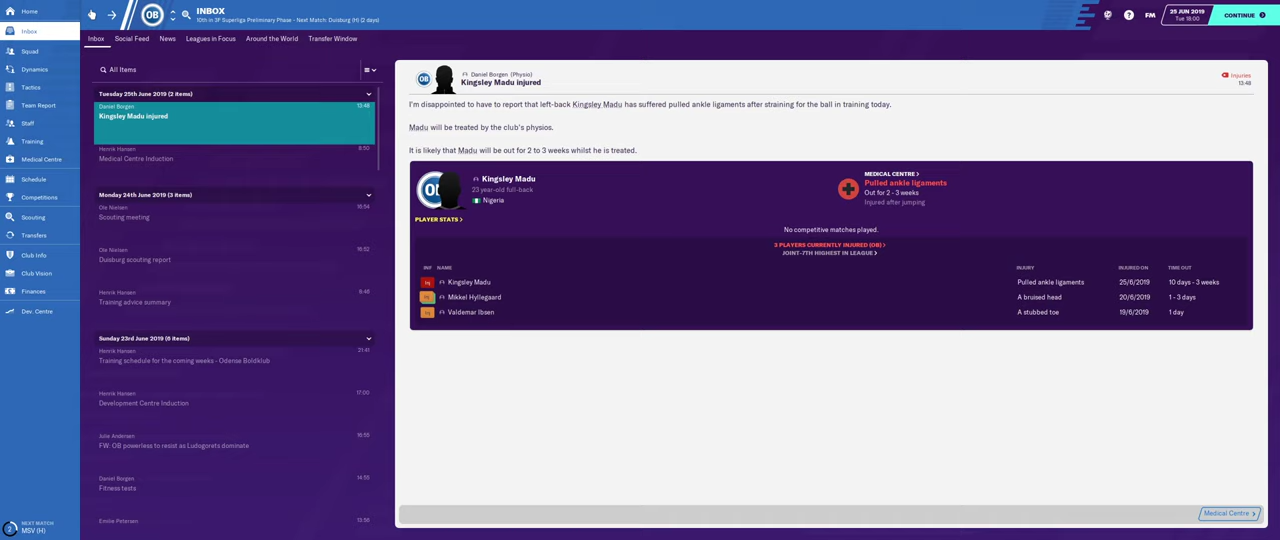 Home
Inbox
Squad
Dynamics
Tactics
Team Report
Staff
Training
Medical Centre
Schedule
Competitions
Scouting
Transfers
Club Info
Club Vision
Finances
Dev. Centre
2
NEXT MATCH
MSV (H)
OB
INBOX
10th in 3F Superliga Preliminary Phase - Next Match: Duisburg (H) (2 days)
?
FM
25 JUN 2019
Tue 18:00
CONTINUE
Inbox Social Feed News Leagues in Focus Around the World Transfer Window
All Items
Tuesday 25th June 2019 (2 items)
Daniel Borgen 13:48
Kingsley Madu injured
Henrik Hansen 8:50
Medical Centre Induction
Monday 24th June 2019 (3 items)
Ole Nielsen 16:54
Scouting meeting
Ole Nielsen 16:52
Duisburg scouting report
Henrik Hansen 8:48
Training advice summary
Sunday 23rd June 2019 (6 items)
Henrik Hansen 21:41
Training schedule for the coming weeks - Odense Boldklub
Henrik Hansen 17:00
Development Centre Induction
Julie Andersen 16:55
FW: OB powerless to resist as Ludogorets dominate
Daniel Borgen 14:55
Fitness tests
Emilie Petersen 13:56
Daniel Borgen (Physio)
Kingsley Madu injured
Injuries
13:48
I'm disappointed to have to report that left-back Kingsley Madu has suffered pulled ankle ligaments after straining for the ball in training today.
Madu will be treated by the club's physios.
It is likely that Madu will be out for 2 to 3 weeks whilst he is treated.
Kingsley Madu
23 year-old full-back
Nigeria
PLAYER STATS >
MEDICAL CENTRE >
Pulled ankle ligaments
Out for 2 - 3 weeks
Injured after jumping
No competitive matches played.
3 PLAYERS CURRENTLY INJURED (OB) >
JOINT-7TH HIGHEST IN LEAGUE >
INF NAME INJURY INJURED ON TIME OUT
Inj Kingsley Madu Pulled ankle ligaments 25/6/2019 10 days - 3 weeks
Inj Mikkel Hyllegaard A bruised head 20/6/2019 1 - 3 days
Inj Valdemar Ibsen A stubbed toe 19/6/2019 1 day
Medical Centre >